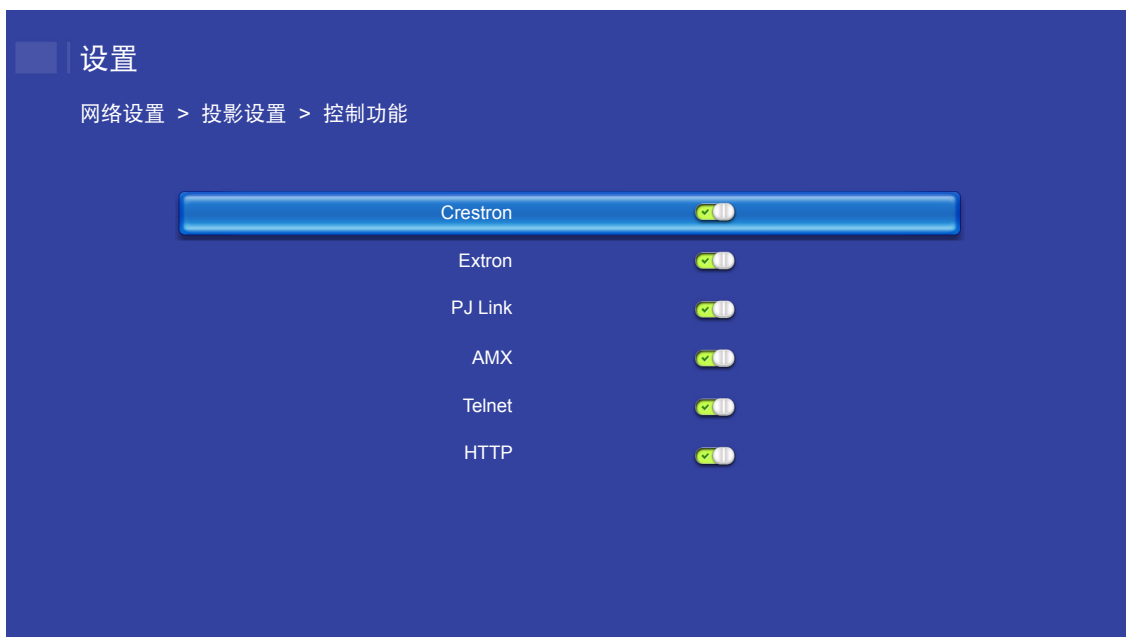 设置
网络设置 > 投影设置 > 控制功能
Crestron
Extron
PJ Link
AMX
Telnet
HTTP